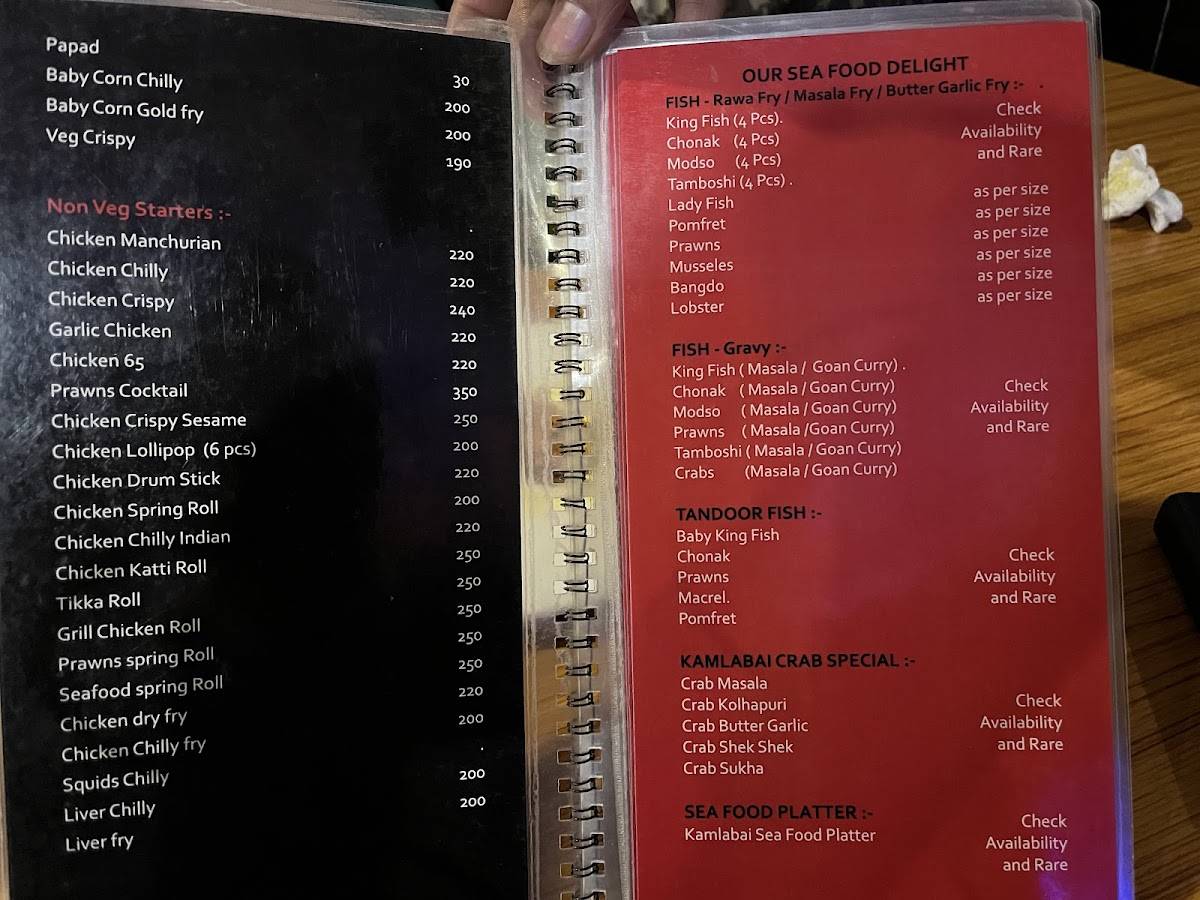 Papad 30
Baby Corn Chilly 200
Baby Corn Gold fry 200
Veg Crispy 190
Non Veg Starters :-
Chicken Manchurian 220
Chicken Chilly 220
Chicken Crispy 240
Garlic Chicken 220
Chicken 65 220
Prawns Cocktail 350
Chicken Crispy Sesame 250
Chicken Lollipop (6 pcs) 200
Chicken Drum Stick 220
Chicken Spring Roll 200
Chicken Chilly Indian 220
Chicken Katti Roll 250
Tikka Roll 250
Grill Chicken Roll 250
Prawns spring Roll 250
Seafood spring Roll 250
Chicken dry fry 220
Chicken Chilly fry 200
Squids Chilly .
Liver Chilly 200
Liver fry 200
OUR SEA FOOD DELIGHT
FISH - Rawa Fry / Masala Fry / Butter Garlic Fry :- .
King Fish (4 Pcs). Check
Chonak (4 Pcs) Availability
Modso (4 Pcs) and Rare
Tamboshi (4 Pcs) .
Lady Fish as per size
Pomfret as per size
Prawns as per size
Musseles as per size
Bangdo as per size
Lobster as per size
FISH - Gravy :-
King Fish ( Masala / Goan Curry) .
Chonak ( Masala / Goan Curry) Check
Modso ( Masala / Goan Curry) Availability
Prawns ( Masala /Goan Curry) and Rare
Tamboshi ( Masala / Goan Curry)
Crabs (Masala / Goan Curry)
TANDOOR FISH :-
Baby King Fish
Chonak Check
Prawns Availability
Macrel. and Rare
Pomfret
KAMLABAI CRAB SPECIAL :-
Crab Masala
Crab Kolhapuri Check
Crab Butter Garlic Availability
Crab Shek Shek and Rare
Crab Sukha
SEA FOOD PLATTER :- Check
Kamlabai Sea Food Platter Availability
and Rare